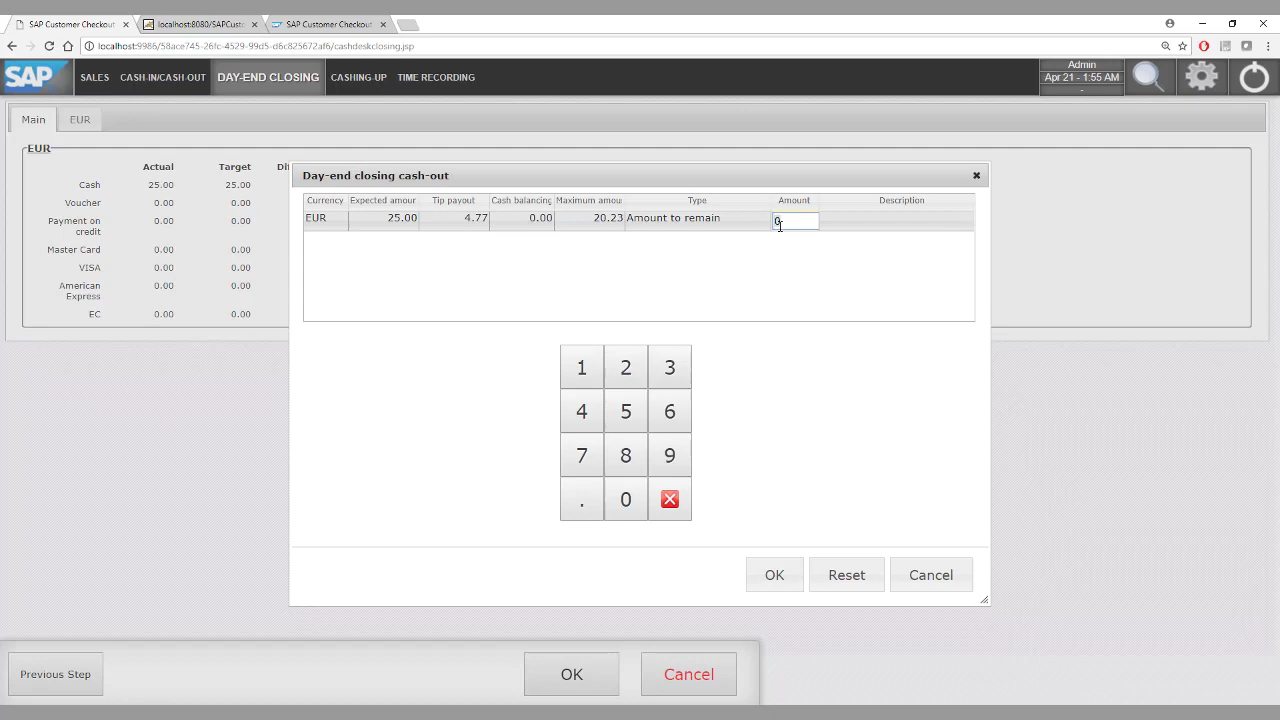 SAP Customer Checkout
localhost:8080/SAPCust
SAP Customer Checkout
localhost:9986/58ace745-26fc-4529-99d5-d6c825672af6/cashdeskclosing.jsp
SAP
SALES
CASH-IN/CASH-OUT
DAY-END CLOSING
CASHING-UP
TIME RECORDING
Admin
Apr 21 - 1:55 AM
-
Main
EUR
EUR
Actual Target
Cash 25.00 25.00
Voucher 0.00 0.00
Payment on credit 0.00 0.00
Master Card 0.00 0.00
VISA 0.00 0.00
American Express 0.00 0.00
EC 0.00 0.00
Day-end closing cash-out
Currency Expected amour Tip payout Cash balancing Maximum amou Type Amount Description
EUR 25.00 4.77 0.00 20.23 Amount to remain 0
1 2 3
4 5 6
7 8 9
. 0
OK Reset Cancel
Previous Step OK Cancel